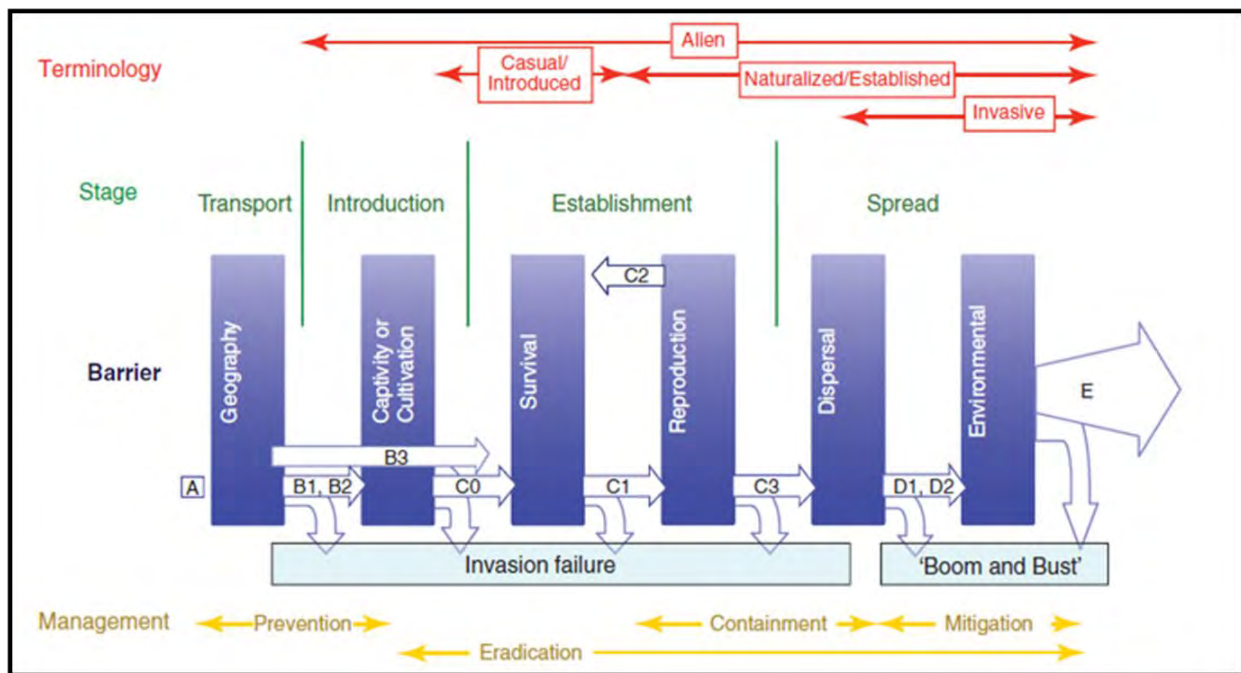 Terminology
Alien
Casual/
Introduced
Naturalized/Established
Invasive
Stage
Transport
Introduction
Establishment
Spread
Barrier
Geography
Captivity or
Cultivation
Survival
Reproduction
Dispersal
Environmental
C2
E
B3
A
B1, B2
C0
C1
C3
D1, D2
Invasion failure
'Boom and Bust'
Management
Prevention
Containment
Mitigation
Eradication